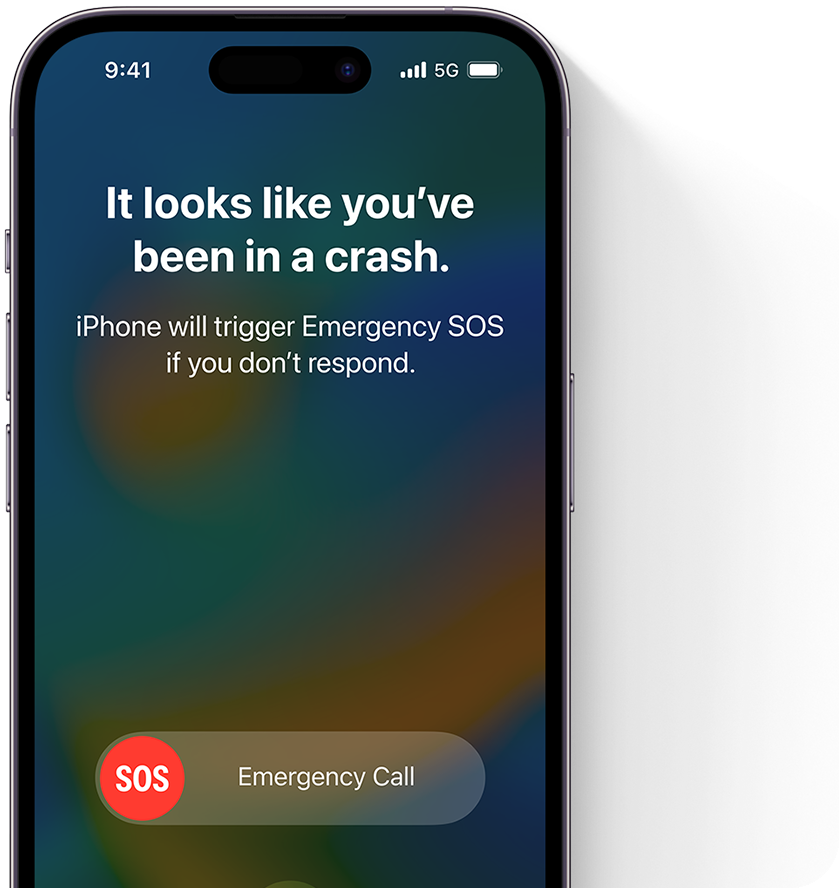 9:41 5G
It looks like you’ve
been in a crash.
iPhone will trigger Emergency SOS
if you don’t respond.
SOS Emergency Call